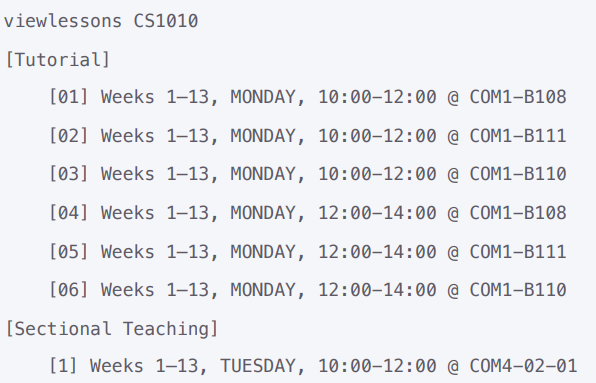 viewlessons CS1010
[Tutorial]
[01] Weeks 1–13, MONDAY, 10:00-12:00 @ COM1-B108
[02] Weeks 1–13, MONDAY, 10:00-12:00 @ COM1-B111
[03] Weeks 1–13, MONDAY, 10:00-12:00 @ COM1-B110
[04] Weeks 1–13, MONDAY, 12:00-14:00 @ COM1-B108
[05] Weeks 1–13, MONDAY, 12:00-14:00 @ COM1-B111
[06] Weeks 1–13, MONDAY, 12:00-14:00 @ COM1-B110
[Sectional Teaching]
[1] Weeks 1–13, TUESDAY, 10:00-12:00 @ COM4-02-01